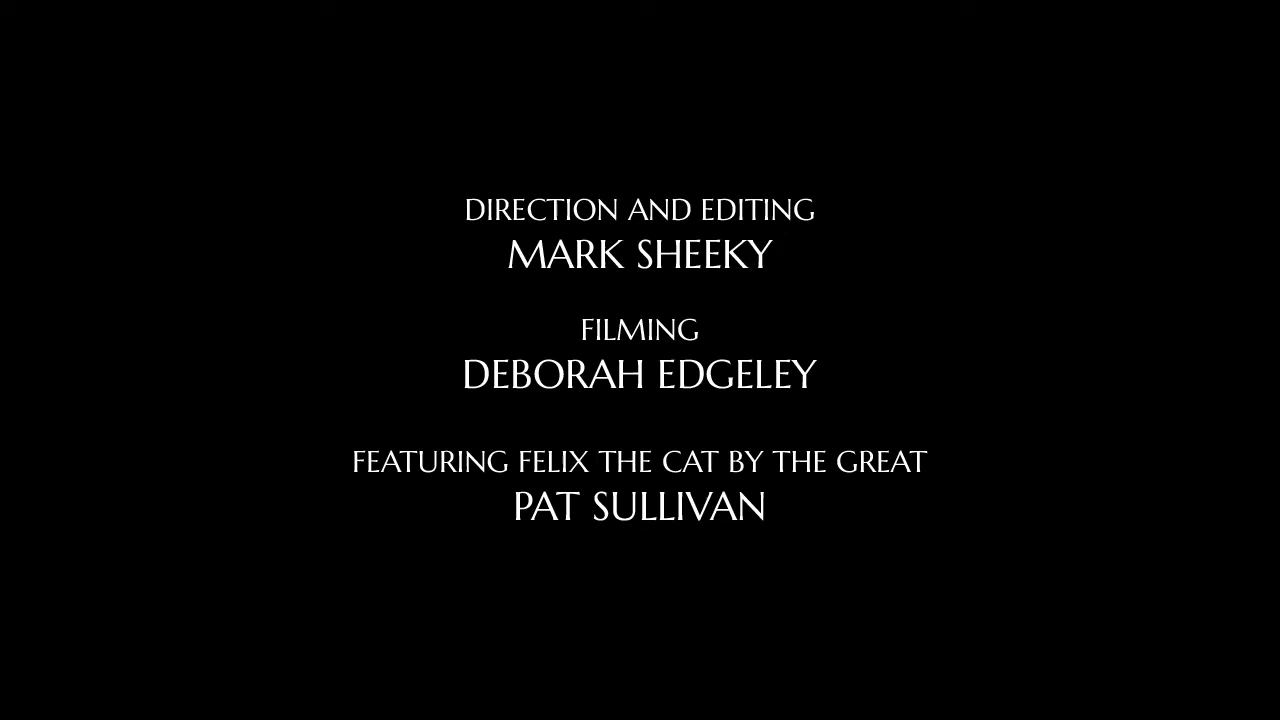 DIRECTION AND EDITING
MARK SHEEKY
FILMING
DEBORAH EDGELEY
FEATURING FELIX THE CAT BY THE GREAT
PAT SULLIVAN